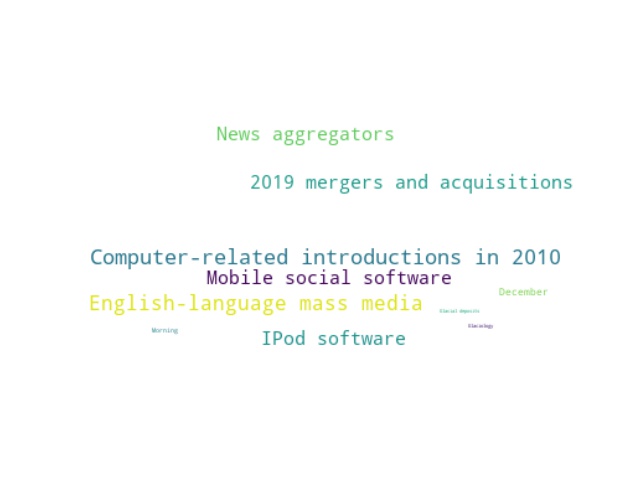 News aggregators
2019 mergers and acquisitions
Computer-related introductions in 2010
Mobile social software
December
English-language mass media
Glacial deposits
Glaciology
Morning
IPod software